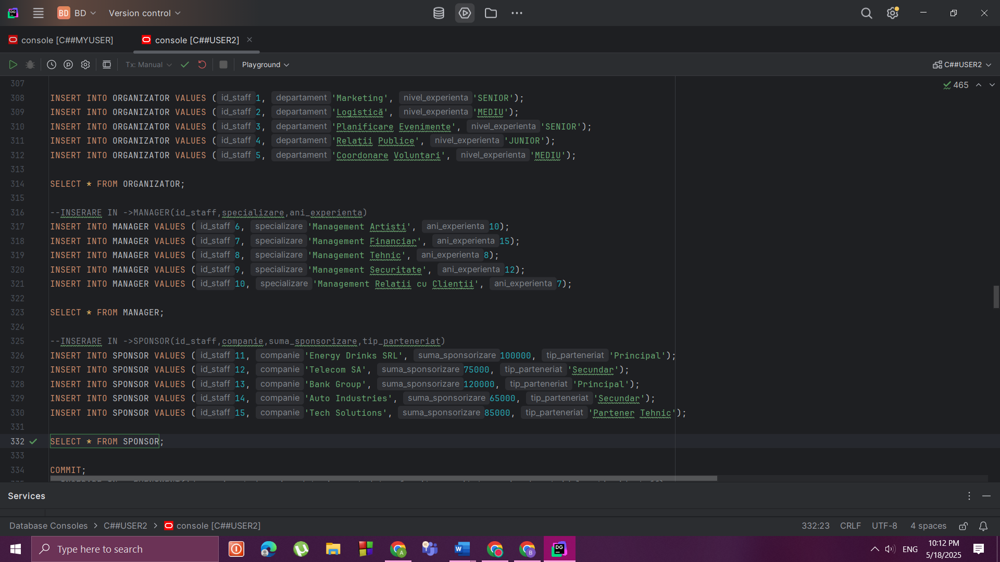 BD BD Version control
console [C##MYUSER] console [C##USER2]
Tx: Manual Playground C##USER2
465
307
308 INSERT INTO ORGANIZATOR VALUES ( id_staff 1, departament 'Marketing', nivel_experienta 'SENIOR');
309 INSERT INTO ORGANIZATOR VALUES ( id_staff 2, departament 'Logistică', nivel_experienta 'MEDIU');
310 INSERT INTO ORGANIZATOR VALUES ( id_staff 3, departament 'Planificare Evenimente', nivel_experienta 'SENIOR');
311 INSERT INTO ORGANIZATOR VALUES ( id_staff 4, departament 'Relații Publice', nivel_experienta 'JUNIOR');
312 INSERT INTO ORGANIZATOR VALUES ( id_staff 5, departament 'Coordonare Voluntari', nivel_experienta 'MEDIU');
313
314 SELECT * FROM ORGANIZATOR;
315
316 --INSERARE IN ->MANAGER(id_staff,specializare,ani_experienta)
317 INSERT INTO MANAGER VALUES ( id_staff 6, specializare 'Management Artisti', ani_experienta 10);
318 INSERT INTO MANAGER VALUES ( id_staff 7, specializare 'Management Financiar', ani_experienta 15);
319 INSERT INTO MANAGER VALUES ( id_staff 8, specializare 'Management Tehnic', ani_experienta 8);
320 INSERT INTO MANAGER VALUES ( id_staff 9, specializare 'Management Securitate', ani_experienta 12);
321 INSERT INTO MANAGER VALUES ( id_staff 10, specializare 'Management Relații cu Clienții', ani_experienta 7);
322
323 SELECT * FROM MANAGER;
324
325 --INSERARE IN ->SPONSOR(id_staff,companie,suma_sponsorizare,tip_parteneriat)
326 INSERT INTO SPONSOR VALUES ( id_staff 11, companie 'Energy Drinks SRL', suma_sponsorizare 100000, tip_parteneriat 'Principal');
327 INSERT INTO SPONSOR VALUES ( id_staff 12, companie 'Telecom SA', suma_sponsorizare 75000, tip_parteneriat 'Secundar');
328 INSERT INTO SPONSOR VALUES ( id_staff 13, companie 'Bank Group', suma_sponsorizare 120000, tip_parteneriat 'Principal');
329 INSERT INTO SPONSOR VALUES ( id_staff 14, companie 'Auto Industries', suma_sponsorizare 65000, tip_parteneriat 'Secundar');
330 INSERT INTO SPONSOR VALUES ( id_staff 15, companie 'Tech Solutions', suma_sponsorizare 85000, tip_parteneriat 'Partener Tehnic');
331
332 SELECT * FROM SPONSOR;
333
334 COMMIT;
Services
Database Consoles > C##USER2 > console [C##USER2] 332:23 CRLF UTF-8 4 spaces
Type here to search
ENG
10:12 PM
5/18/2025